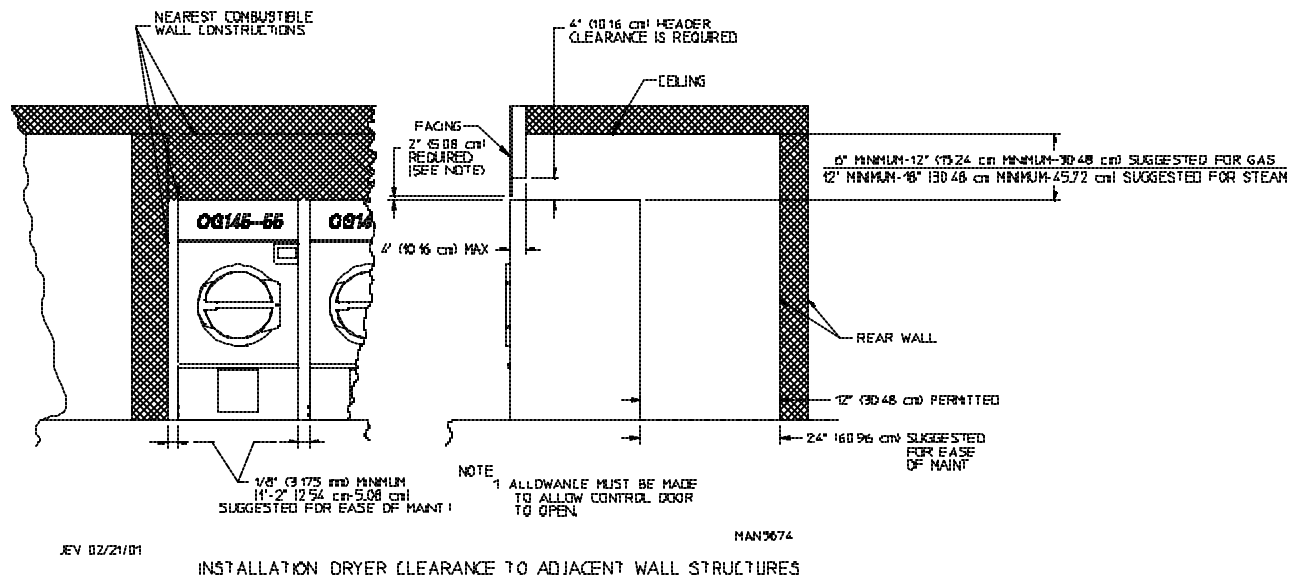 NEAREST COMBUSTIBLE
WALL CONSTRUCTIONS
4" (10.16 cm) HEADER
CLEARANCE IS REQUIRED
CEILING
FACING
2" (5.08 cm)
REQUIRED
(SEE NOTE)
6" MINIMUM-12" (15.24 cm MINIMUM-30.48 cm) SUGGESTED FOR GAS
12" MINIMUM-18" (30.48 cm MINIMUM-45.72 cm) SUGGESTED FOR STEAM
OG145-55
OG14
4" (10.16 cm) MAX
REAR WALL
12" (30.48 cm) PERMITTED
24" (60.96 cm) SUGGESTED
FOR EASE
OF MAINT
1/8" (3.175 mm) MINIMUM
[1"-2" (2.54 cm-5.08 cm)
SUGGESTED FOR EASE OF MAINT]
NOTE
1 ALLOWANCE MUST BE MADE
TO ALLOW CONTROL DOOR
TO OPEN.
JEV 02/21/01
MAN5674
INSTALLATION DRYER CLEARANCE TO ADJACENT WALL STRUCTURES